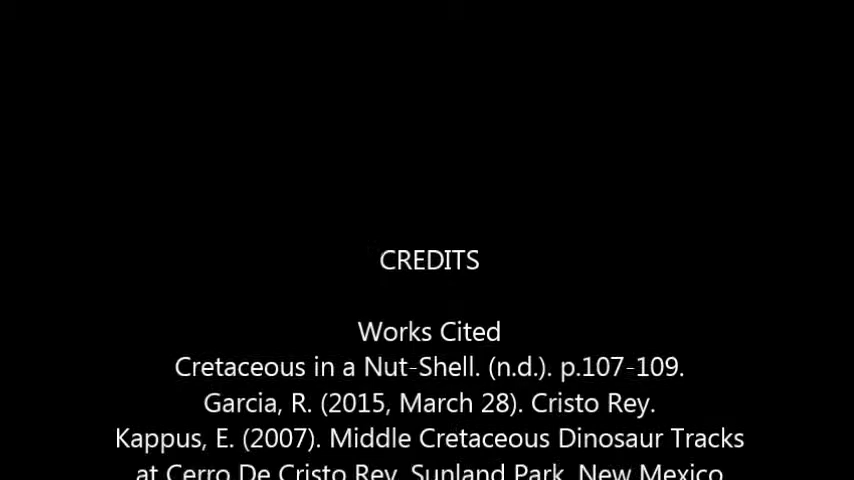 CREDITS
Works Cited
Cretaceous in a Nut-Shell. (n.d.). p.107-109.
Garcia, R. (2015, March 28). Cristo Rey.
Kappus, E. (2007). Middle Cretaceous Dinosaur Tracks
at Cerro De Cristo Rey, Sunland Park, New Mexico